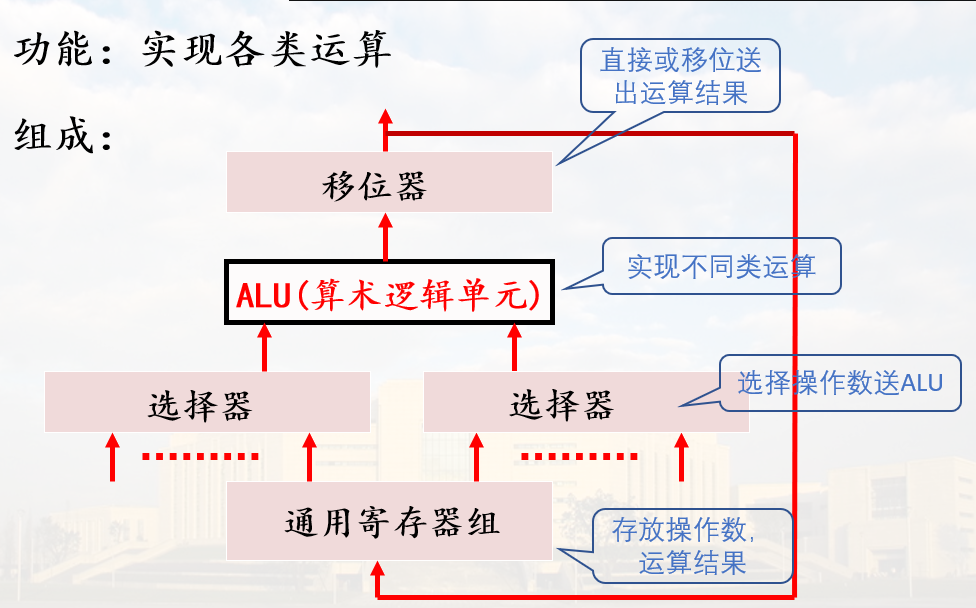 功能：实现各类运算
直接或移位送
出运算结果
组成：
移位器
实现不同类运算
ALU(算术逻辑单元)
选择操作数送ALU
选择器
选择器
通用寄存器组
存放操作数,
运算结果